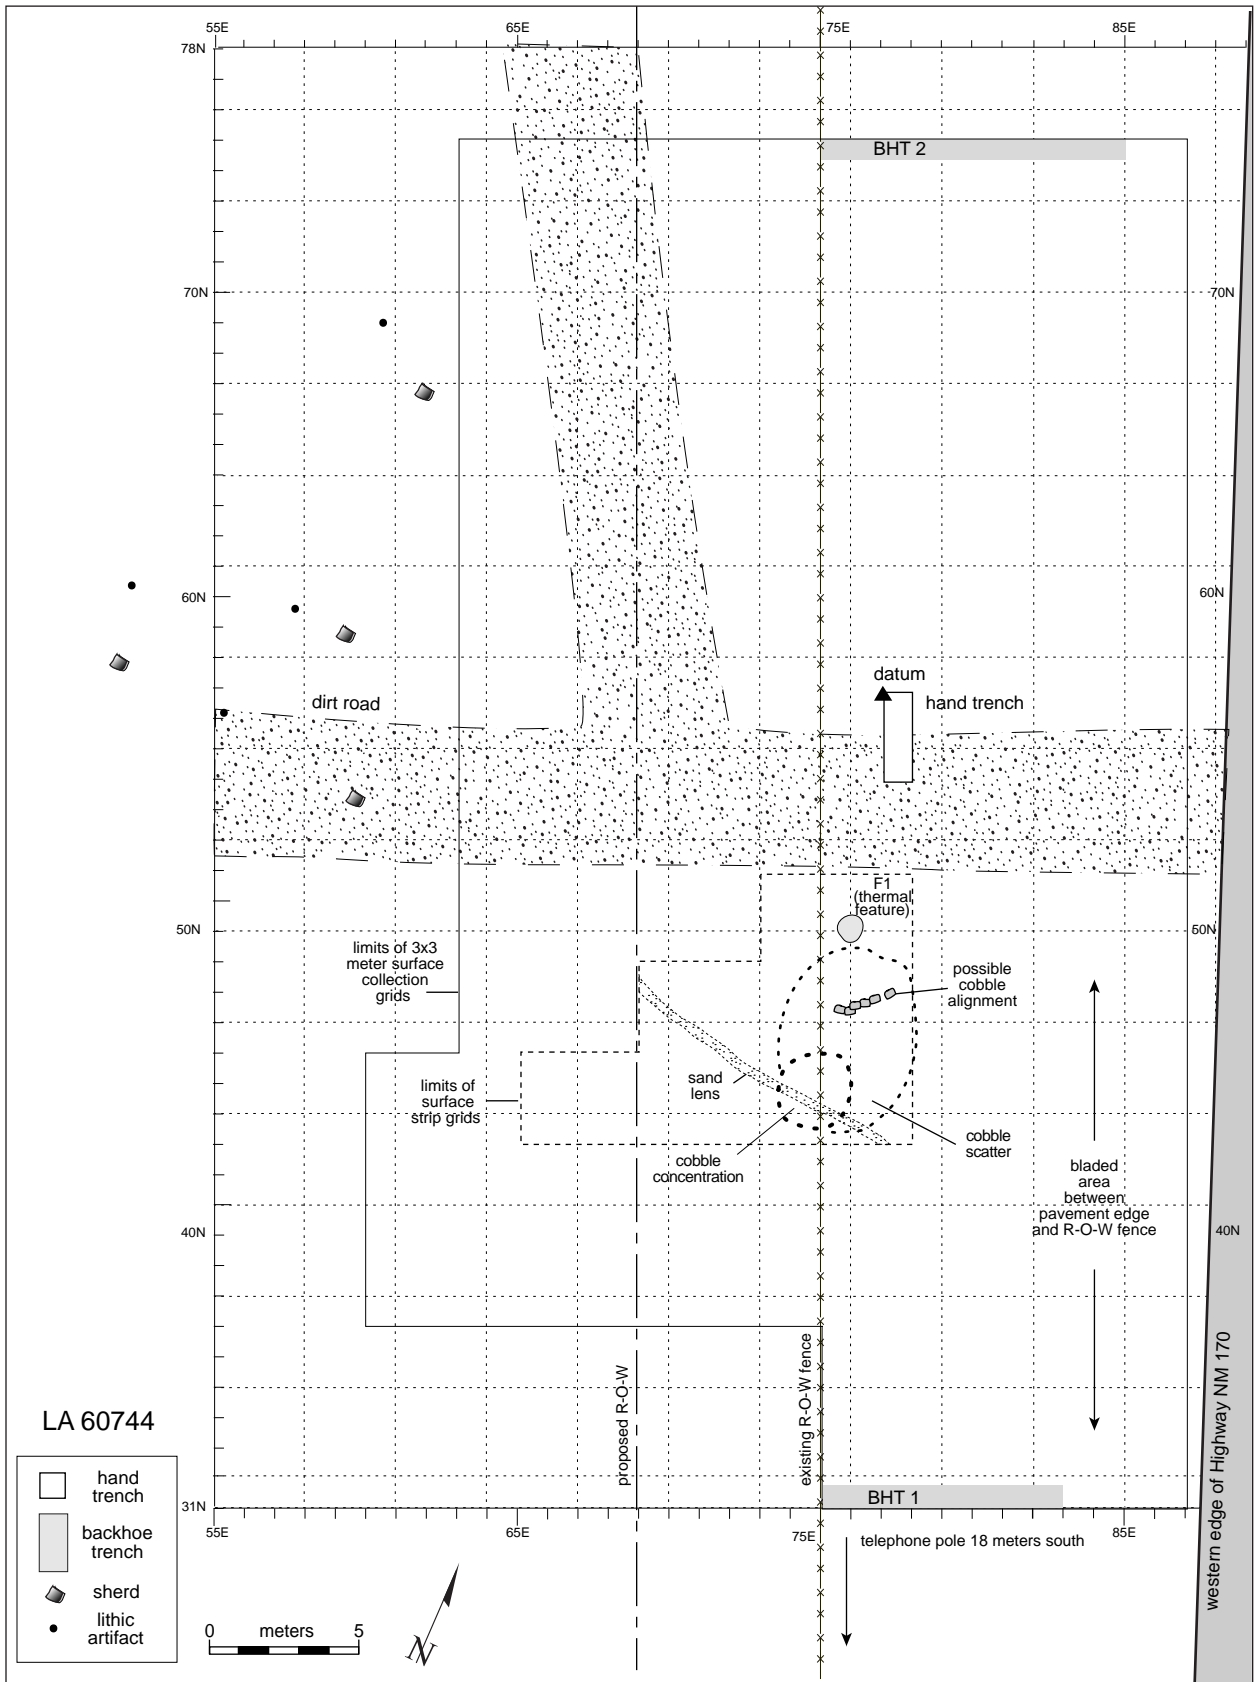 55E 65E 75E 85E
78N
BHT 2
70N 70N
60N 60N
datum
hand trench
dirt road
F1
(thermal
feature)
50N 50N
limits of 3x3
meter surface
collection
grids
possible
cobble
alignment
sand
lens
limits of
surface
strip grids
cobble
scatter
cobble
concentration
bladed
area
between
pavement edge
and R-O-W fence
40N 40N
proposed R-O-W
existing R-O-W fence
western edge of Highway NM 170
LA 60744
hand
trench
backhoe
trench
sherd
lithic
artifact
31N
BHT 1
55E 65E 75E 85E
telephone pole 18 meters south
0 meters 5
N